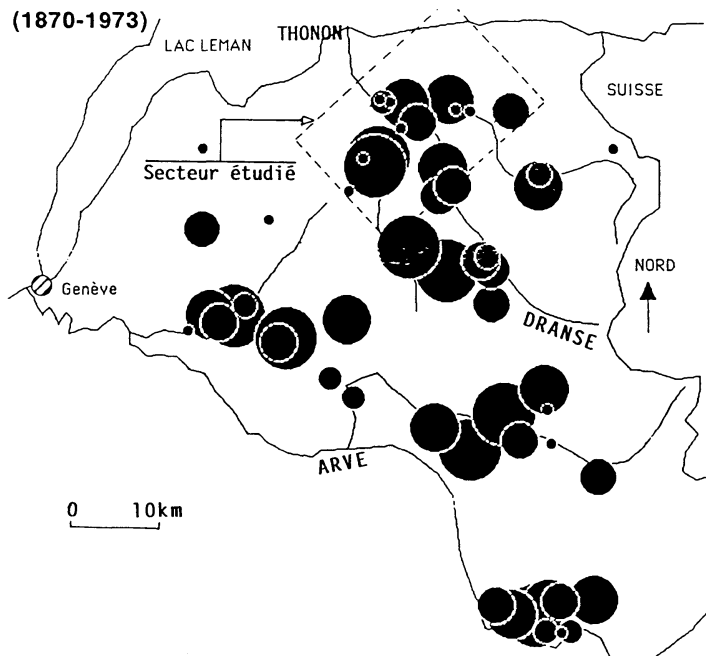 (1870-1973)
THONON
LAC LEMAN
SUISSE
Secteur étudié
NORD
Genève
DRANSE
ARVE
0 10km